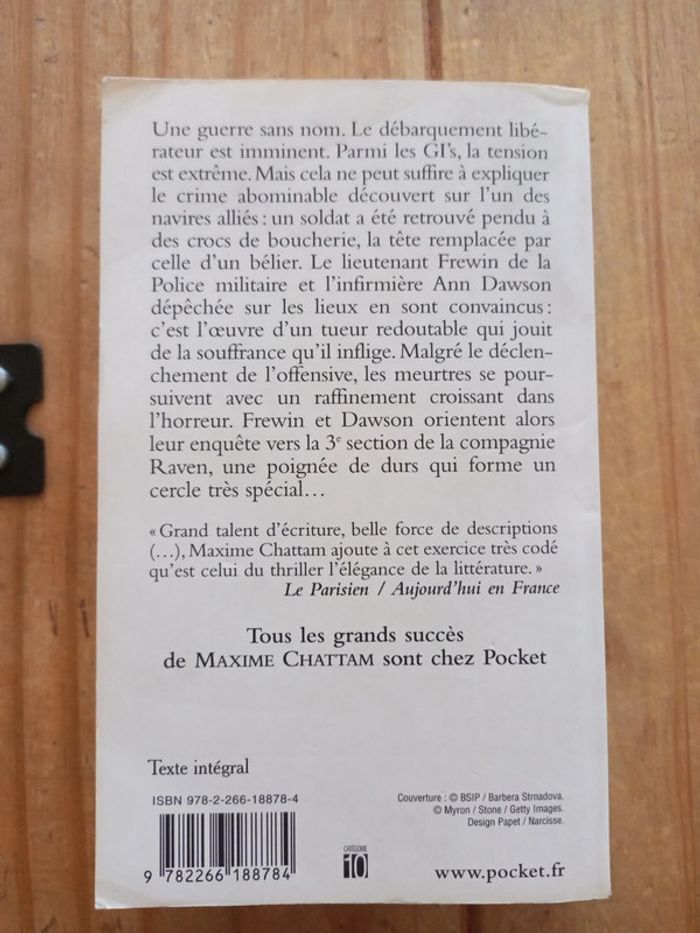 Une guerre sans nom. Le débarquement libé-
rateur est imminent. Parmi les GI's, la tension
est extrême. Mais cela ne peut suffire à expliquer
le crime abominable découvert sur l'un des
navires alliés : un soldat a été retrouvé pendu à
des crocs de boucherie, la tête remplacée par
celle d'un bélier. Le lieutenant Frewin de la
Police militaire et l'infirmière Ann Dawson
dépêchée sur les lieux en sont convaincus :
c'est l'œuvre d'un tueur redoutable qui jouit
de la souffrance qu'il inflige. Malgré le déclen-
chement de l'offensive, les meurtres se pour-
suivent avec un raffinement croissant dans
l'horreur. Frewin et Dawson orientent alors
leur enquête vers la 3e section de la compagnie
Raven, une poignée de durs qui forme un
cercle très spécial…
« Grand talent d'écriture, belle force de descriptions
(…), Maxime Chattam ajoute à cet exercice très codé
qu'est celui du thriller l'élégance de la littérature. »
Le Parisien / Aujourd'hui en France
Tous les grands succès
de MAXIME CHATTAM sont chez Pocket
Texte intégral
ISBN 978-2-266-18878-4
9 782266 188784
CATÉGORIE
10
Couverture : © BSIP / Barbera Strnadova.
© Myron / Stone / Getty Images.
Design Papet / Narcisse.
www.pocket.fr